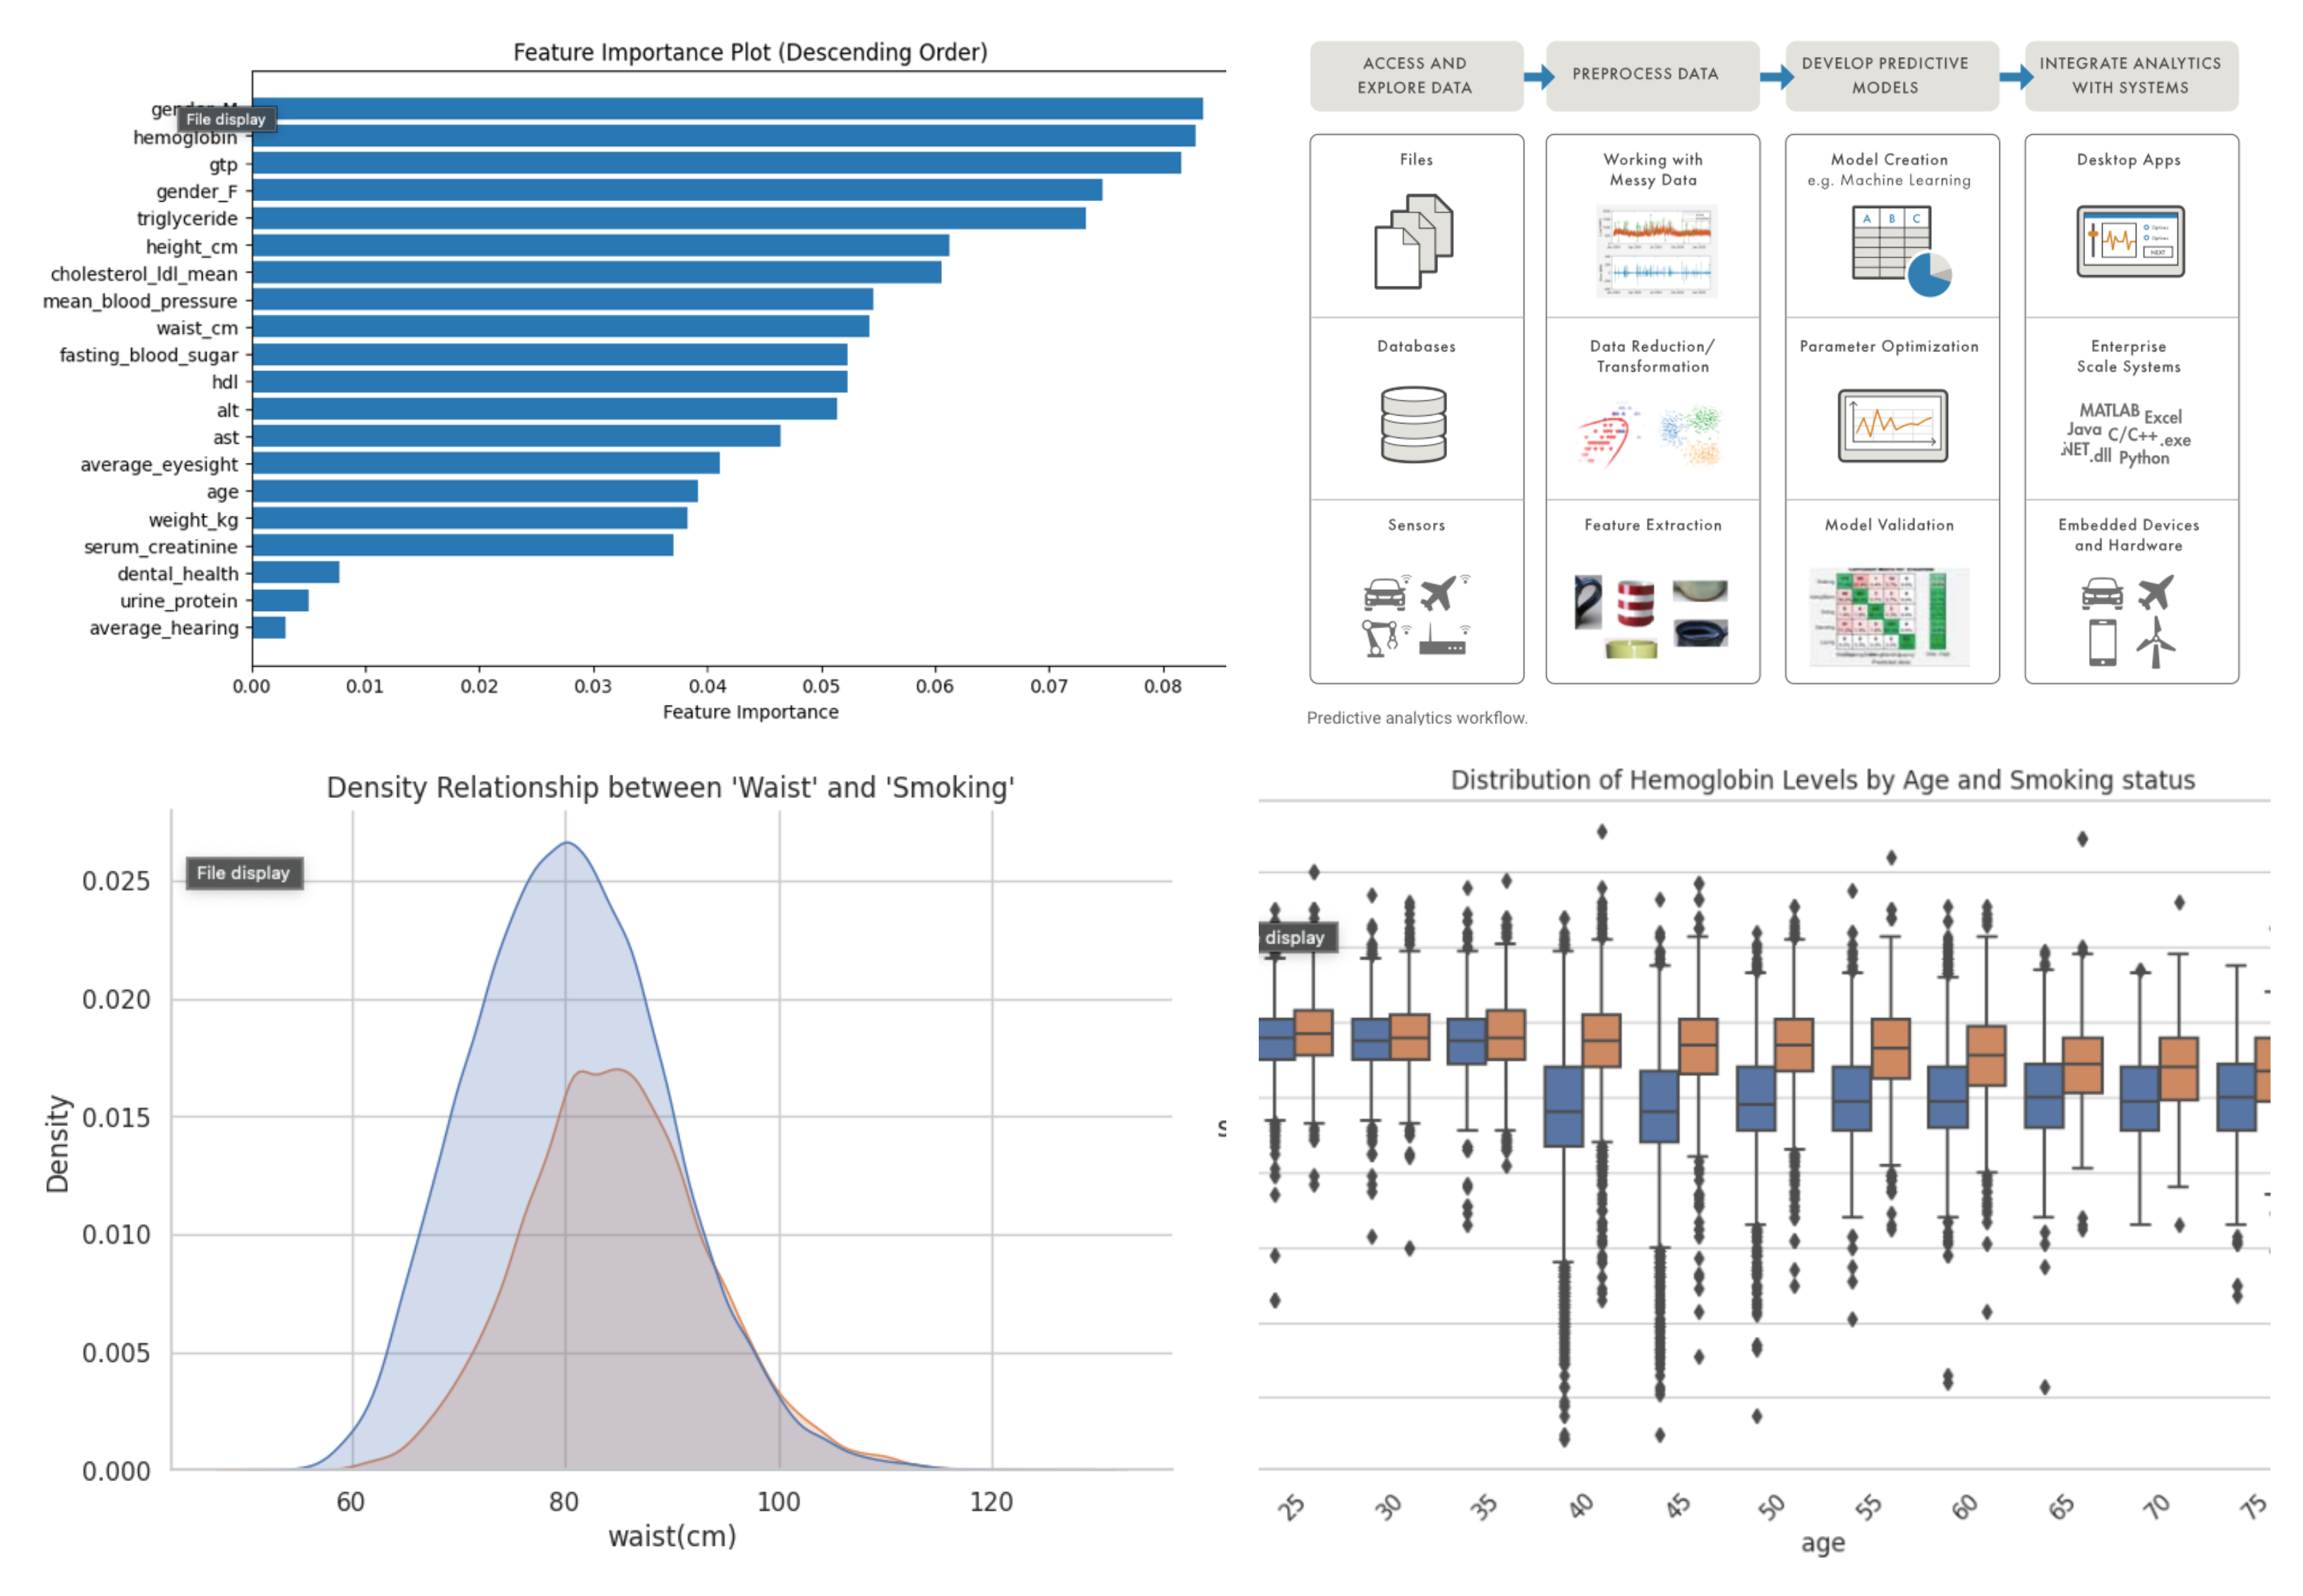 Feature Importance Plot (Descending Order)
File display
hemoglobin
gtp
gender_F
triglyceride
height_cm
cholesterol_ldl_mean
mean_blood_pressure
waist_cm
fasting_blood_sugar
hdl
alt
ast
average_eyesight
age
weight_kg
serum_creatinine
dental_health
urine_protein
average_hearing
0.00 0.01 0.02 0.03 0.04 0.05 0.06 0.07 0.08
Feature Importance
ACCESS AND
EXPLORE DATA
PREPROCESS DATA
DEVELOP PREDICTIVE
MODELS
INTEGRATE ANALYTICS
WITH SYSTEMS
Files
Databases
Sensors
Working with
Messy Data
Data Reduction/
Transformation
Feature Extraction
Model Creation
e.g. Machine Learning
A B C
Parameter Optimization
Model Validation
Desktop Apps
NEXT
Enterprise
Scale Systems
MATLAB Excel
Java C/C++ .exe
.NET .dll Python
Embedded Devices
and Hardware
Predictive analytics workflow.
Density Relationship between 'Waist' and 'Smoking'
File display
Density
0.025
0.020
0.015
0.010
0.005
0.000
60 80 100 120
waist(cm)
Distribution of Hemoglobin Levels by Age and Smoking status
display
25 30 35 40 45 50 55 60 65 70 75
age